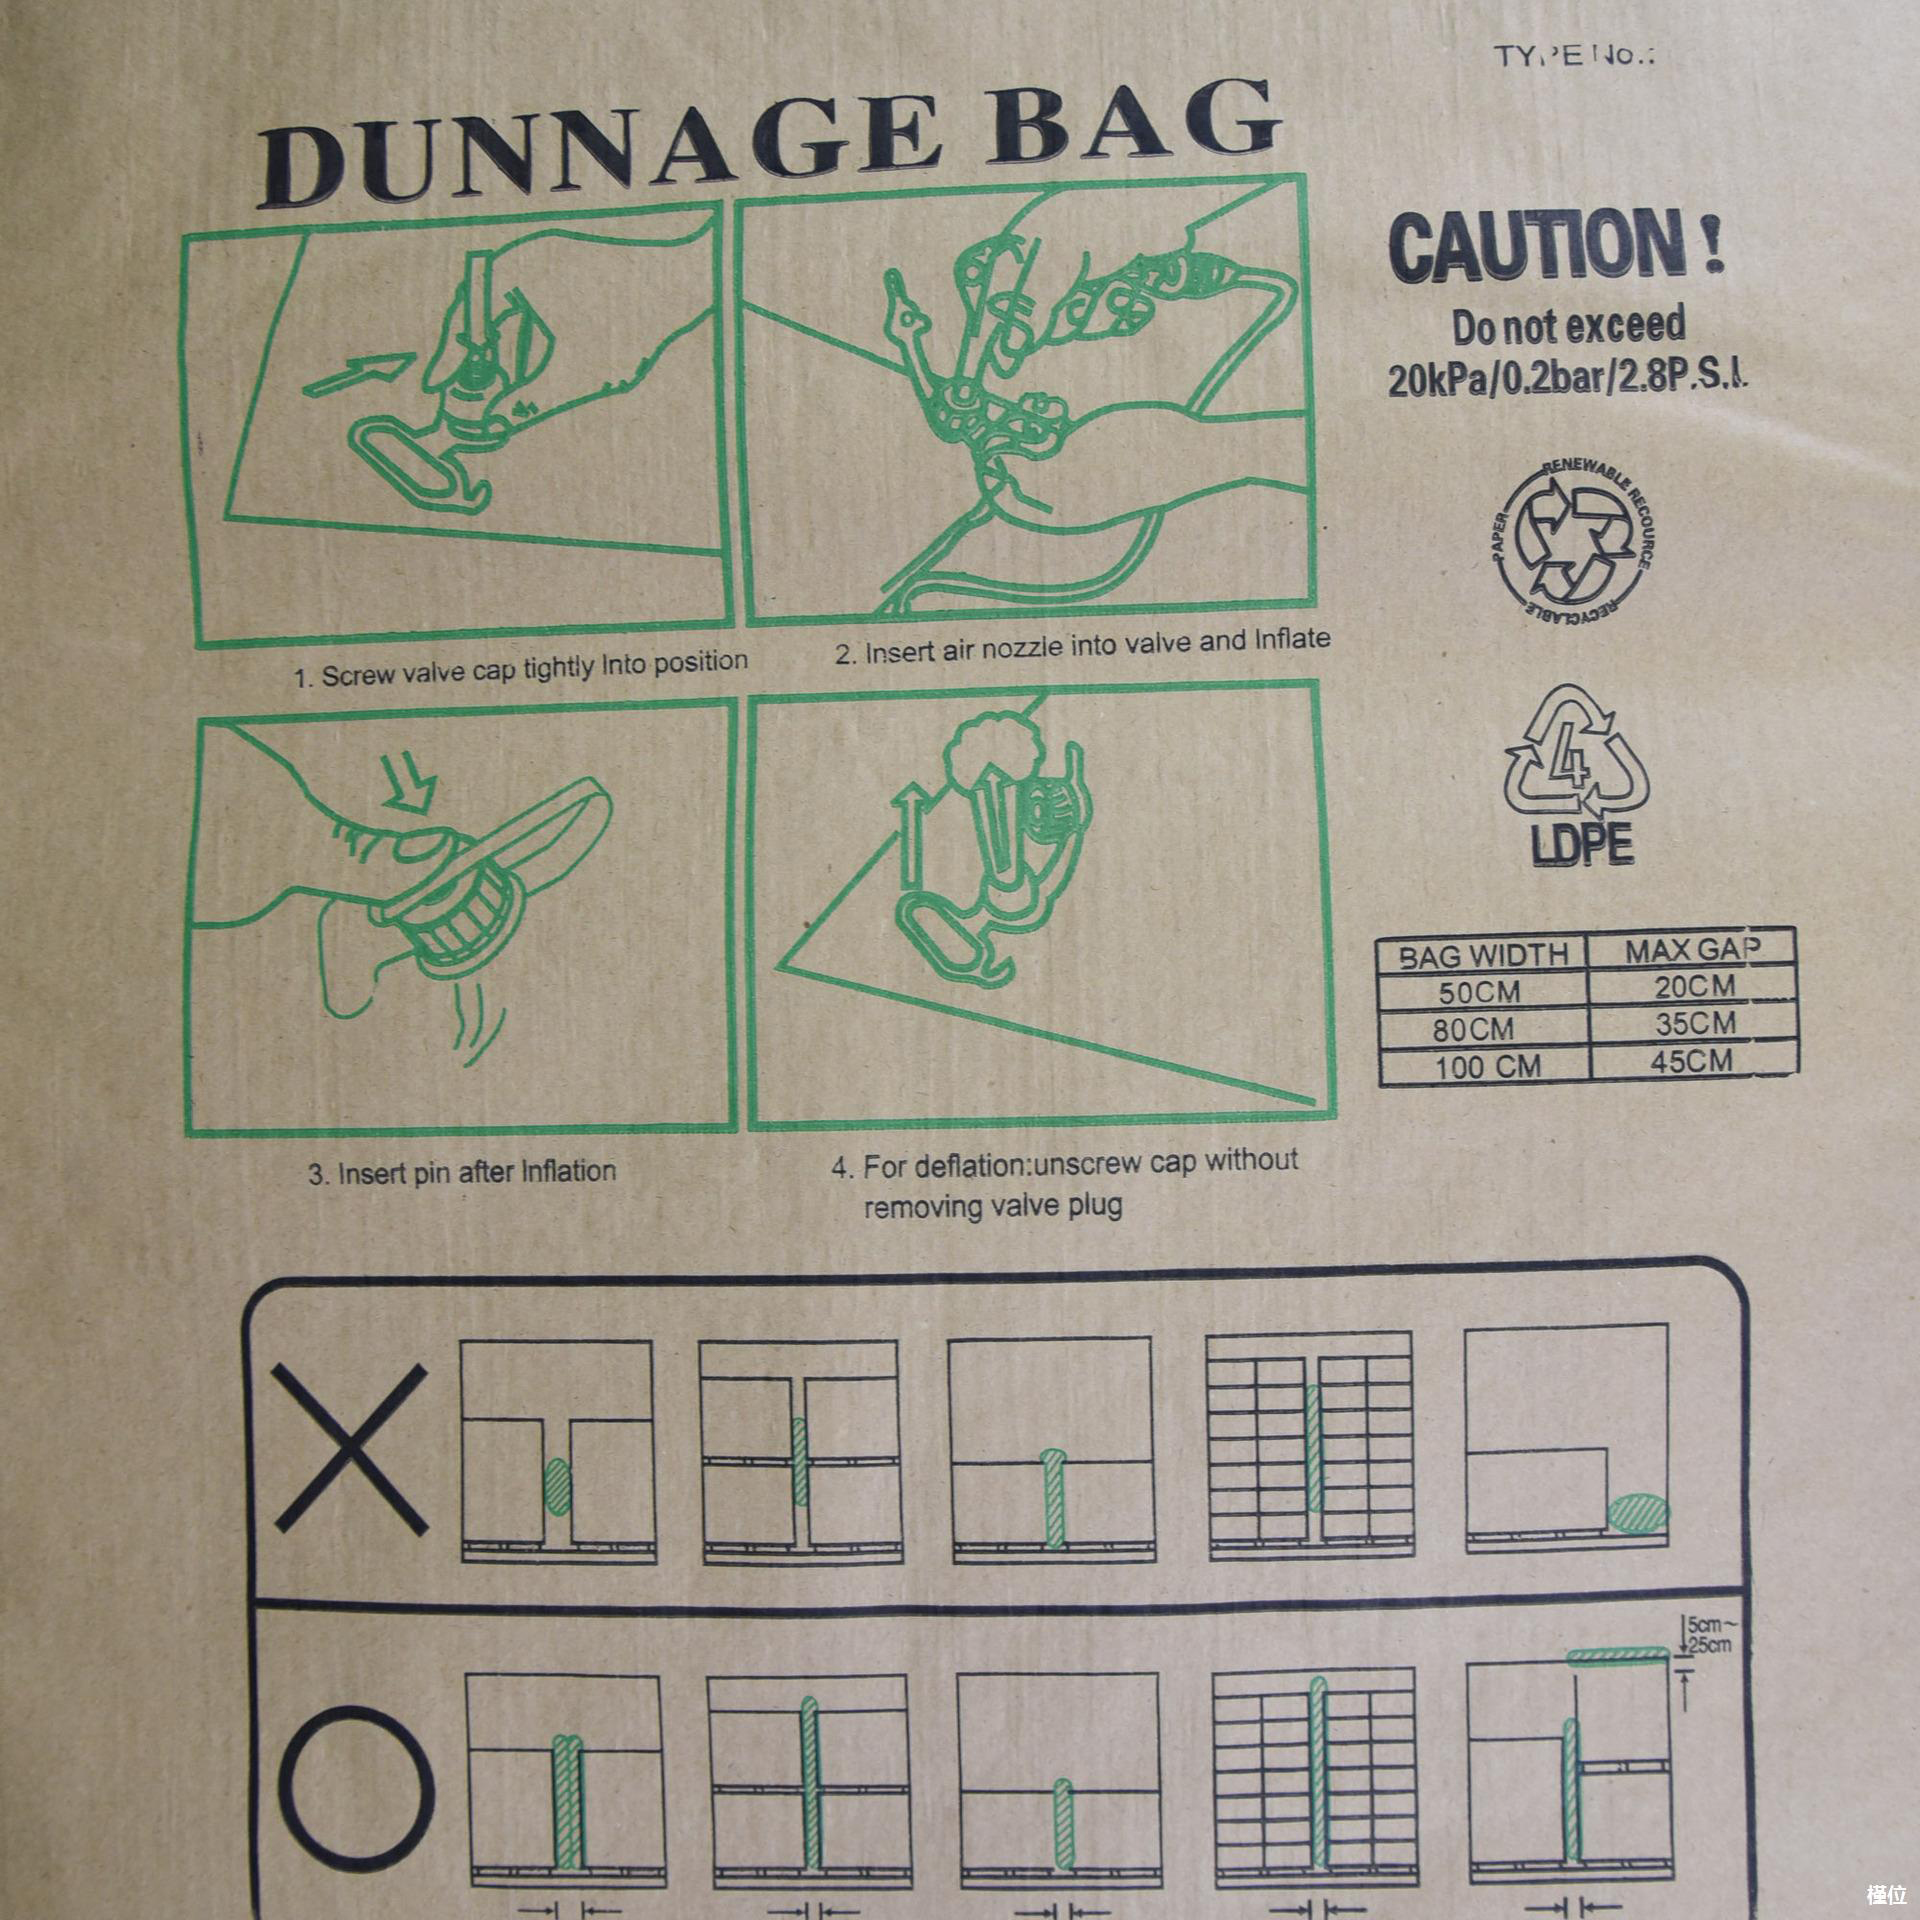 TYPE No.:
DUNNAGE BAG
CAUTION !
Do not exceed
20kPa/0.2bar/2.8P.S.I.
RENEWABLE RECOURCE
PAPER
RECYCLABLE
1. Screw valve cap tightly Into position
2. Insert air nozzle into valve and Inflate
4
LDPE
BAG WIDTH MAX GAP
50CM 20CM
80CM 35CM
100 CM 45CM
3. Insert pin after Inflation
4. For deflation:unscrew cap without
removing valve plug
5cm~
25cm
槿位